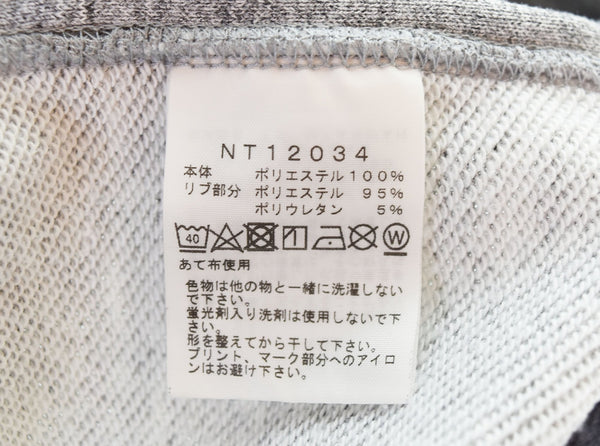 NT12034
本体 ポリエステル 100%
リブ部分 ポリエステル 95%
ポリウレタン 5%
40 W
あて布使用
色物は他の物と一緒に洗濯しない
で下さい。
蛍光剤入り洗剤は使用しないで下
さい。
形を整えてから干して下さい。
プリント、マーク部分へのアイロ
ンはお避け下さい。